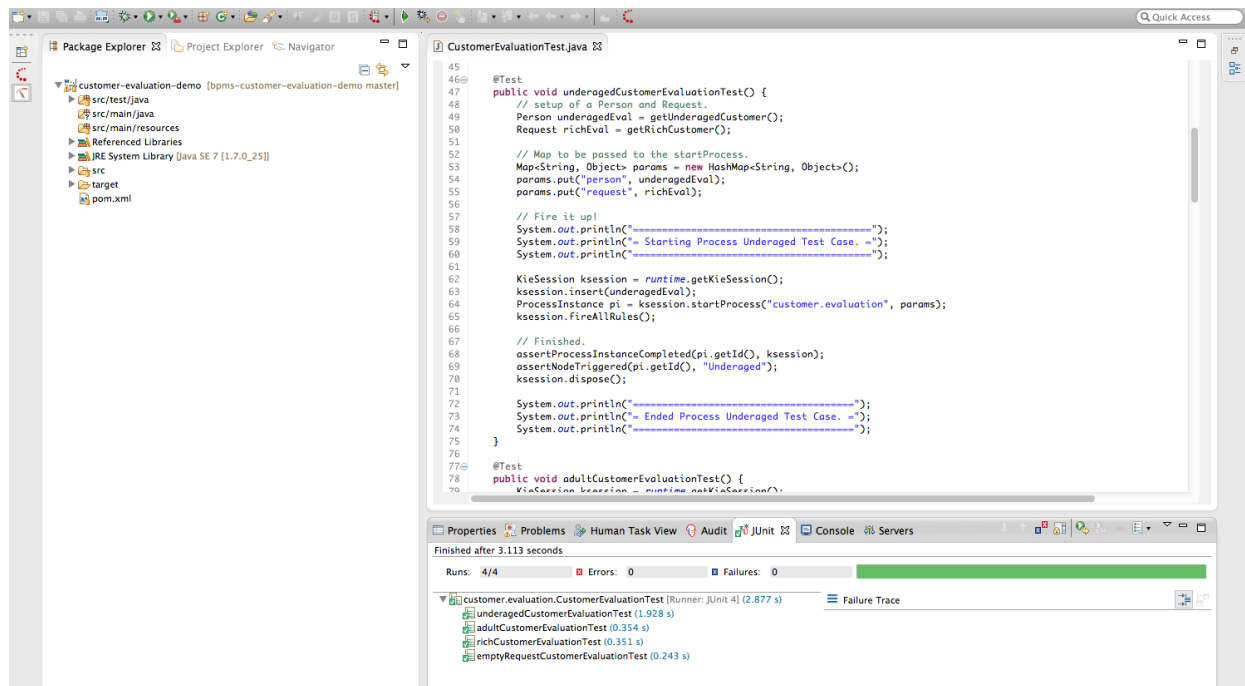 Quick Access
Package Explorer Project Explorer Navigator
customer-evaluation-demo [bpms-customer-evaluation-demo master]
src/test/java
src/main/java
src/main/resources
Referenced Libraries
JRE System Library [Java SE 7 [1.7.0_25]]
src
target
pom.xml
CustomerEvaluationTest.java
45
46 @Test
47 public void underagedCustomerEvaluationTest() {
48 // setup of a Person and Request.
49 Person underagedEval = getUnderagedCustomer();
50 Request richEval = getRichCustomer();
51
52 // Map to be passed to the startProcess.
53 Map<String, Object> params = new HashMap<String, Object>();
54 params.put("person", underagedEval);
55 params.put("request", richEval);
56
57 // Fire it up!
58 System.out.println("==========================================");
59 System.out.println("= Starting Process Underaged Test Case. =");
60 System.out.println("==========================================");
61
62 KieSession ksession = runtime.getKieSession();
63 ksession.insert(underagedEval);
64 ProcessInstance pi = ksession.startProcess("customer.evaluation", params);
65 ksession.fireAllRules();
66
67 // Finished.
68 assertProcessInstanceCompleted(pi.getId(), ksession);
69 assertNodeTriggered(pi.getId(), "Underaged");
70 ksession.dispose();
71
72 System.out.println("=======================================");
73 System.out.println("= Ended Process Underaged Test Case. =");
74 System.out.println("=======================================");
75 }
76
77 @Test
78 public void adultCustomerEvaluationTest() {
79 KieSession ksession = runtime.getKieSession();
Properties Problems Human Task View Audit JUnit Console Servers
Finished after 3.113 seconds
Runs: 4/4 Errors: 0 Failures: 0
customer.evaluation.CustomerEvaluationTest [Runner: JUnit 4] (2.877 s) Failure Trace
underagedCustomerEvaluationTest (1.928 s)
adultCustomerEvaluationTest (0.354 s)
richCustomerEvaluationTest (0.351 s)
emptyRequestCustomerEvaluationTest (0.243 s)